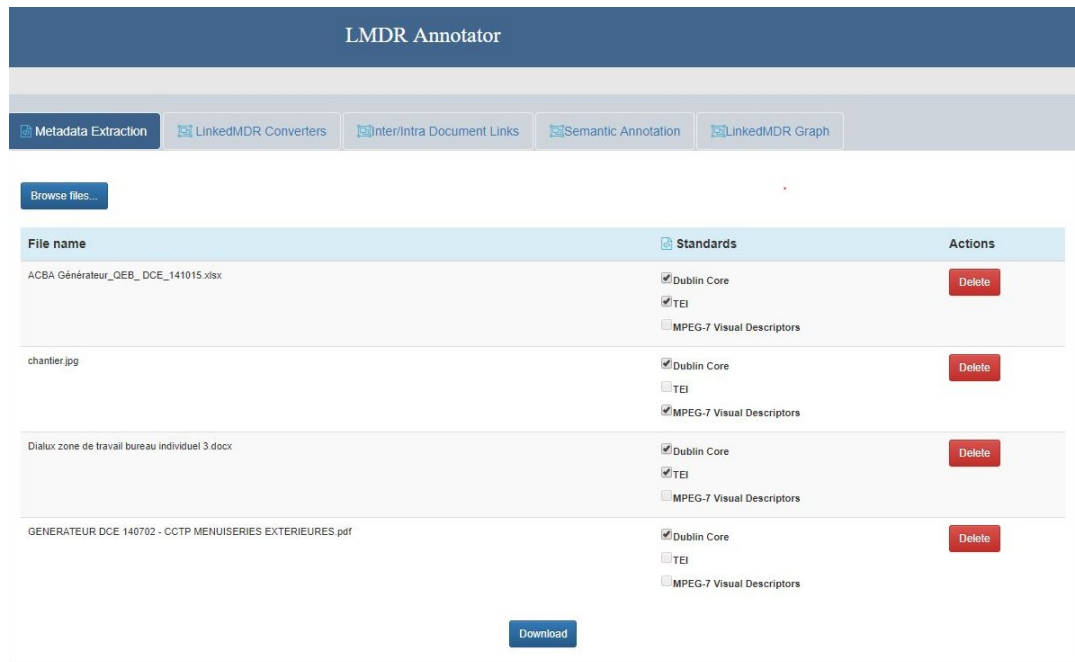 LMDR Annotator
Metadata Extraction LinkedMDR Converters Inter/Intra Document Links Semantic Annotation LinkedMDR Graph
Browse files...
File name Standards Actions
ACBA Générateur_QEB_ DCE_141015.xlsx Dublin Core Delete
TEI
MPEG-7 Visual Descriptors
chantier.jpg Dublin Core Delete
TEI
MPEG-7 Visual Descriptors
Dialux zone de travail bureau individuel 3.docx Dublin Core Delete
TEI
MPEG-7 Visual Descriptors
GENERATEUR DCE 140702 - CCTP MENUISERIES EXTERIEURES.pdf Dublin Core Delete
TEI
MPEG-7 Visual Descriptors
Download